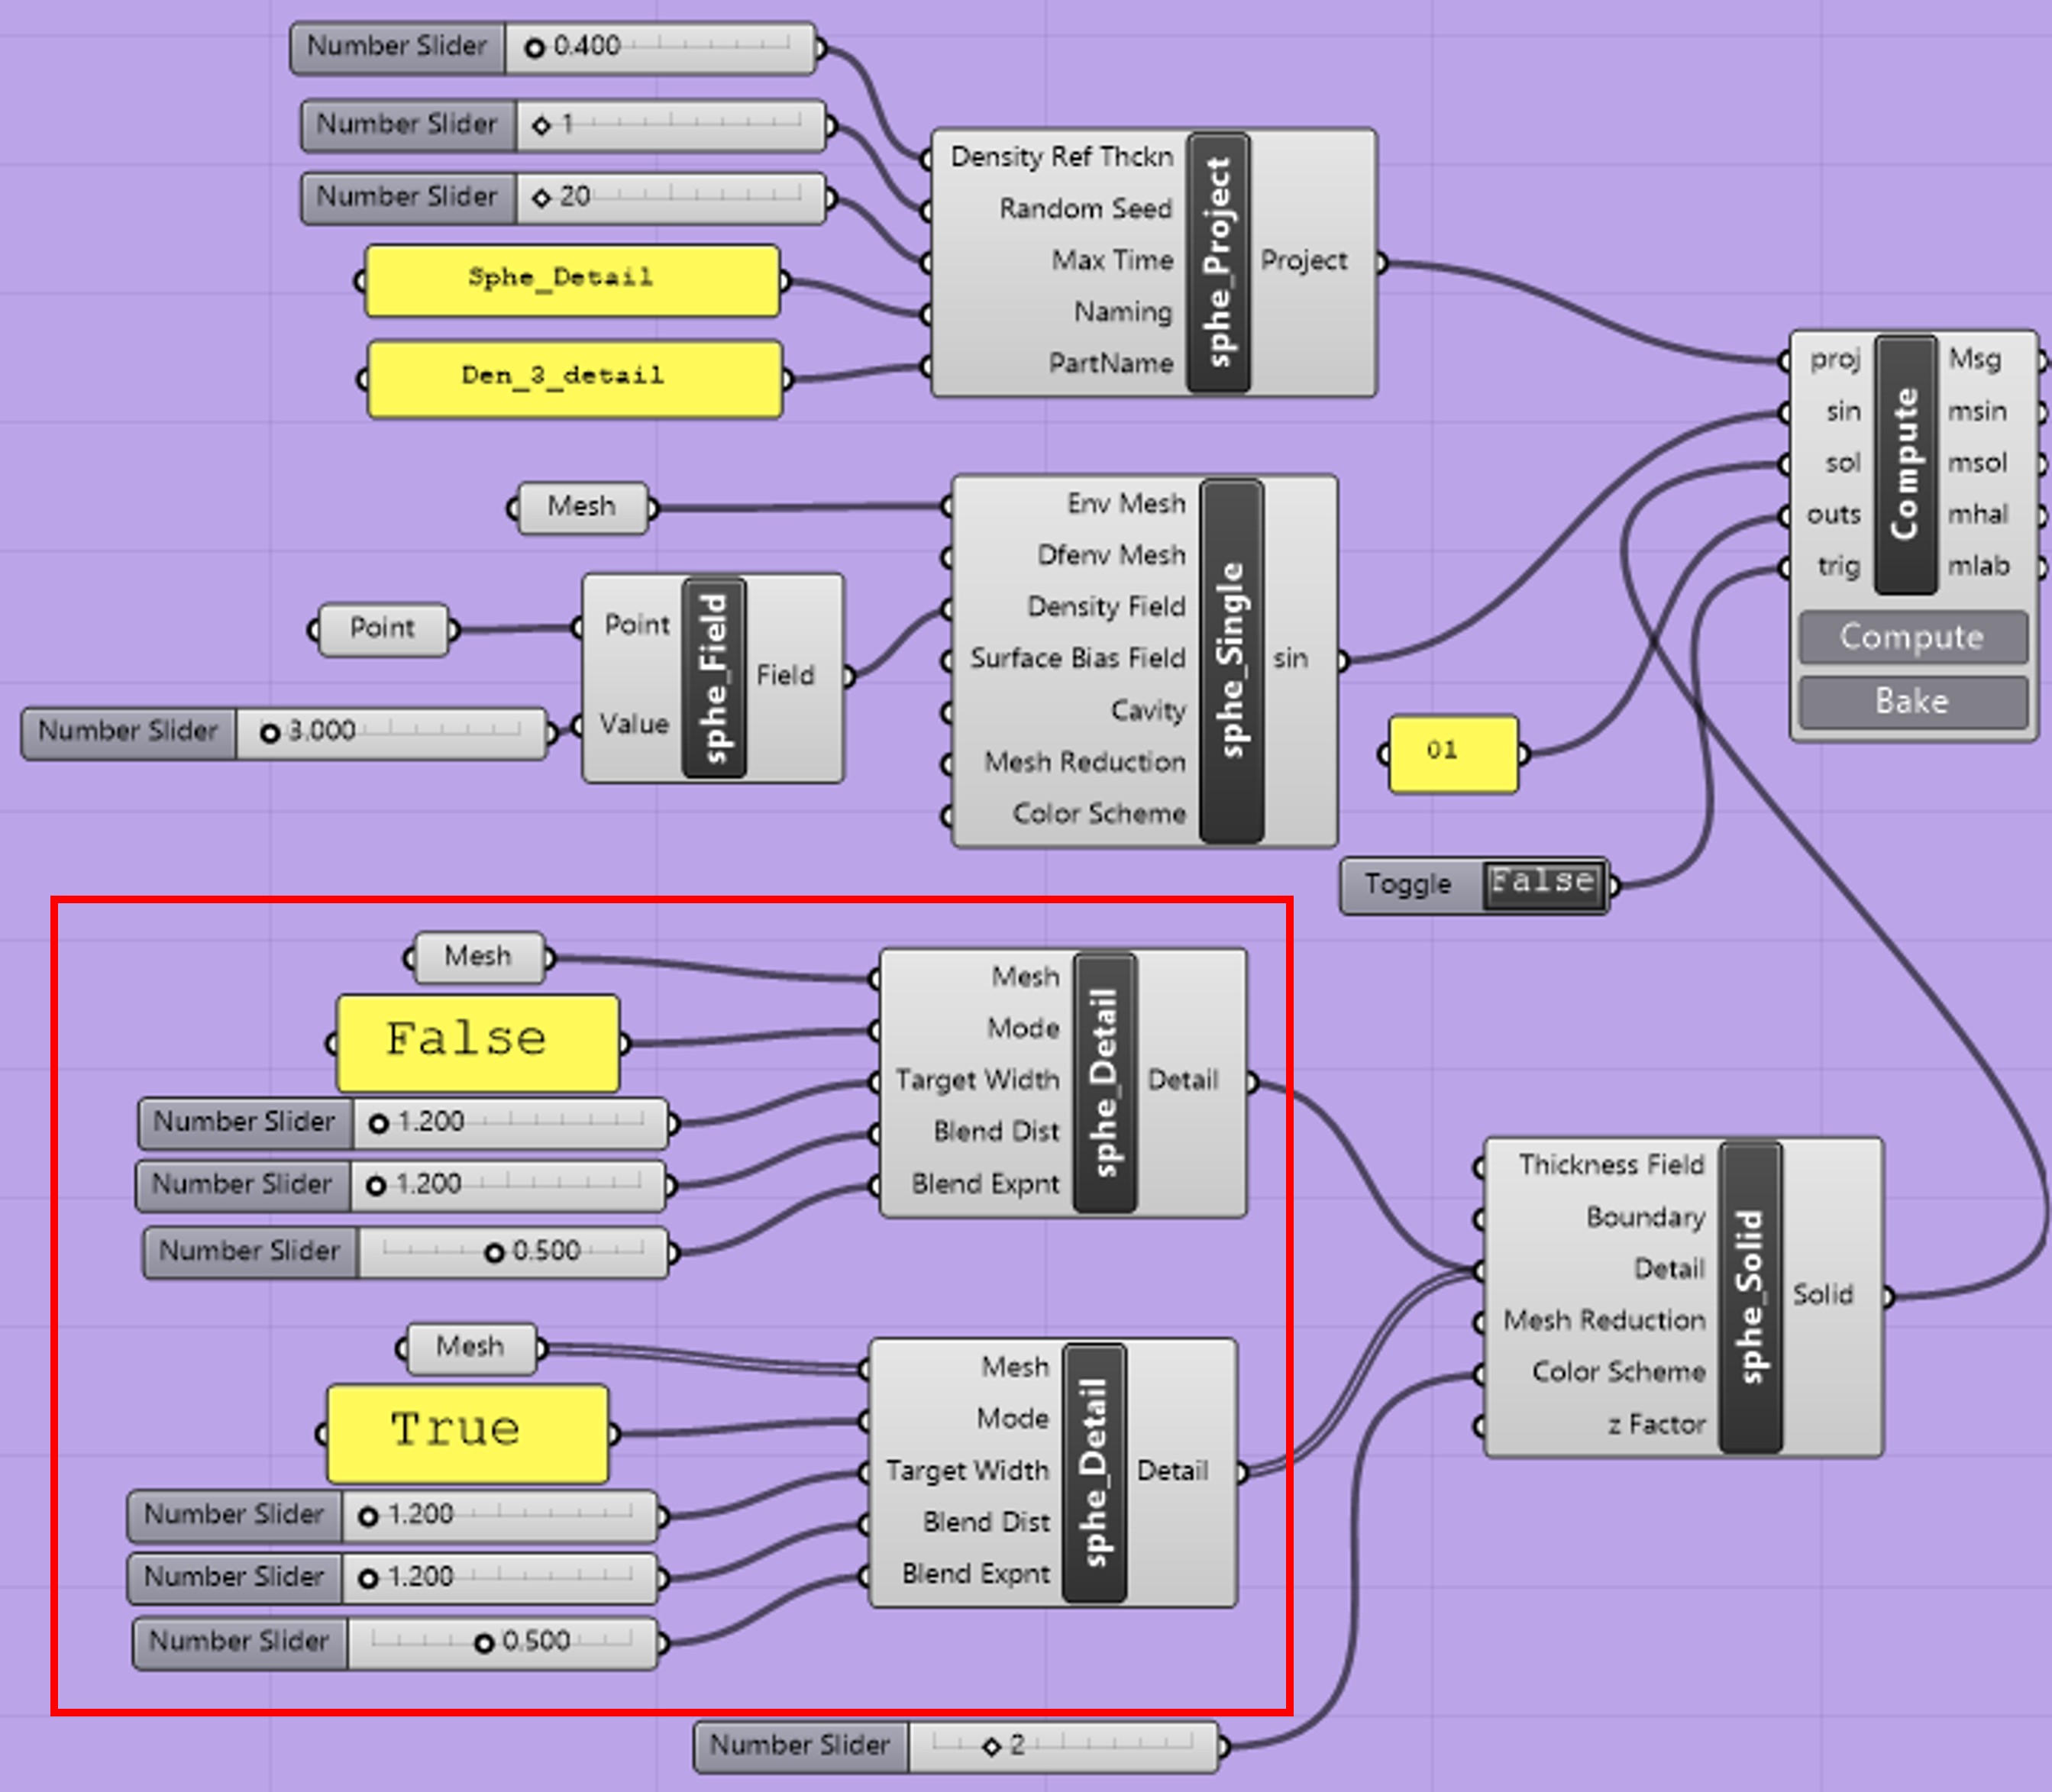 Number Slider 0.400
Number Slider 1
Number Slider 20
Sphe_Detail
Den_3_detail
Density Ref Thckn
Random Seed
Max Time
Naming
PartName
sphe_Project
Project
Mesh
Point
Number Slider 3.000
Point
Value
sphe_Field
Field
Env Mesh
Dfenv Mesh
Density Field
Surface Bias Field
Cavity
Mesh Reduction
Color Scheme
sphe_Single
sin
01
Toggle False
proj
sin
sol
outs
trig
Compute
Msg
msin
msol
mhal
mlab
Compute
Bake
Mesh
False
Number Slider 1.200
Number Slider 1.200
Number Slider 0.500
Mesh
Mode
Target Width
Blend Dist
Blend Expnt
sphe_Detail
Detail
Mesh
True
Number Slider 1.200
Number Slider 1.200
Number Slider 0.500
Mesh
Mode
Target Width
Blend Dist
Blend Expnt
sphe_Detail
Detail
Number Slider 2
Thickness Field
Boundary
Detail
Mesh Reduction
Color Scheme
z Factor
sphe_Solid
Solid